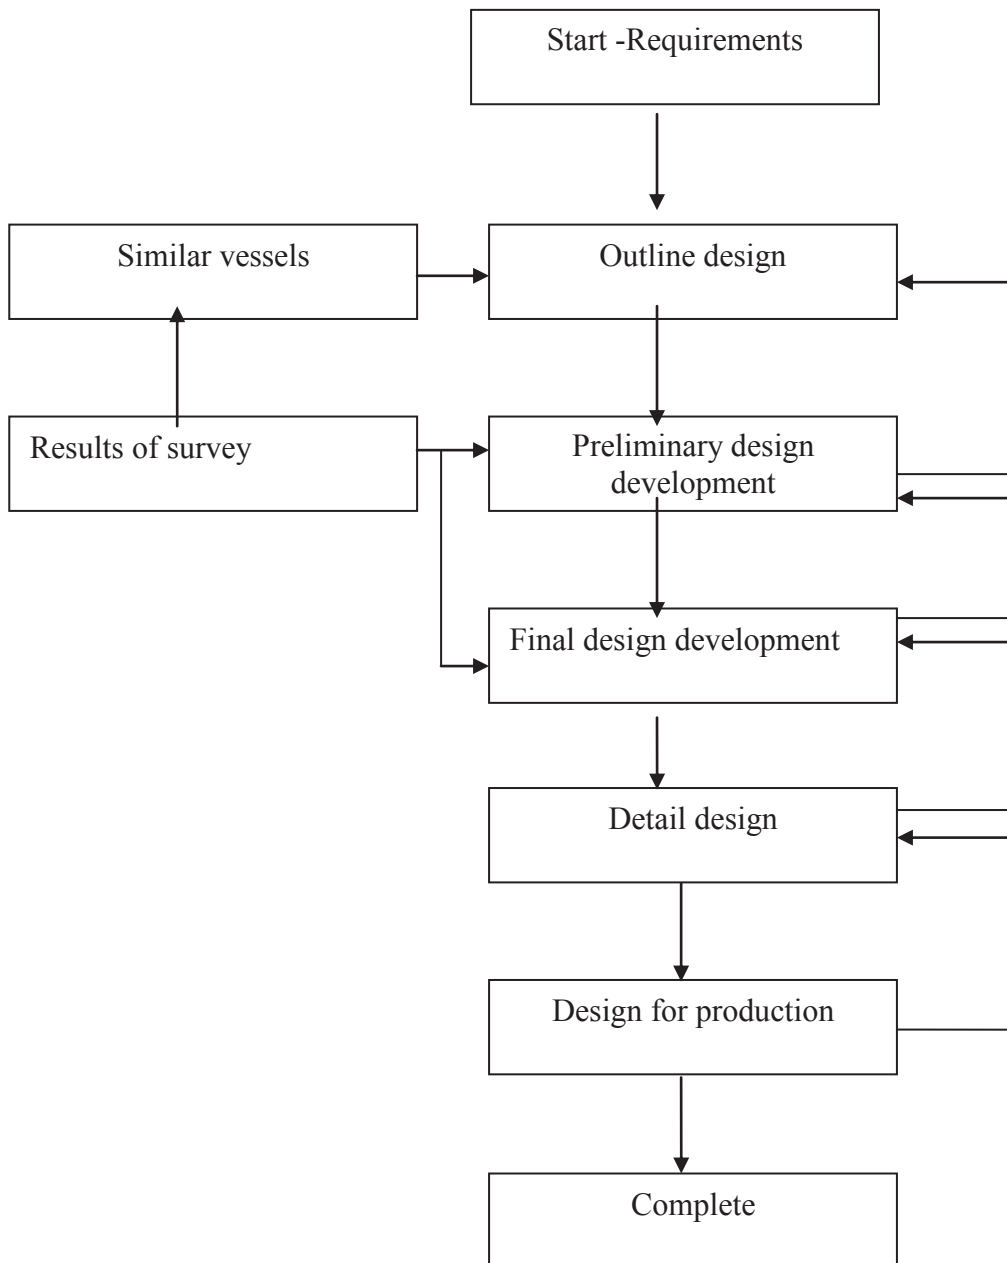 Start -Requirements
Similar vessels
Outline design
Results of survey
Preliminary design
development
Final design development
Detail design
Design for production
Complete